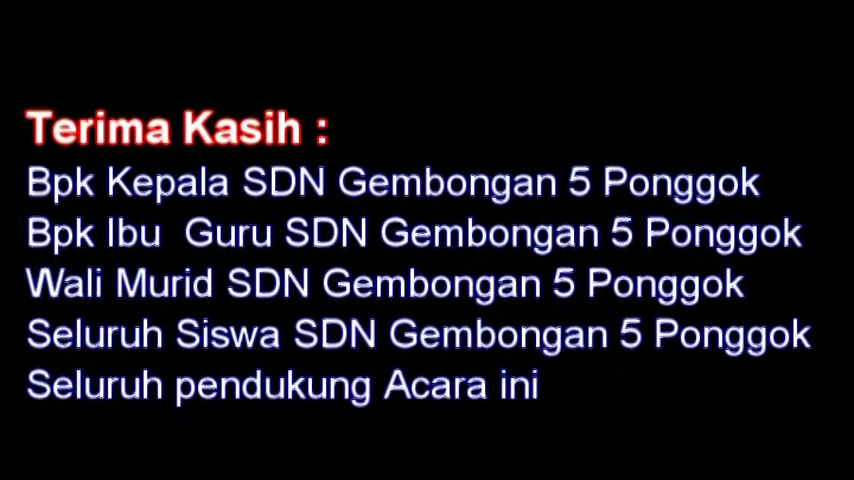 Terima Kasih :
Bpk Kepala SDN Gembongan 5 Ponggok
Bpk Ibu  Guru SDN Gembongan 5 Ponggok
Wali Murid SDN Gembongan 5 Ponggok
Seluruh Siswa SDN Gembongan 5 Ponggok
Seluruh pendukung Acara ini